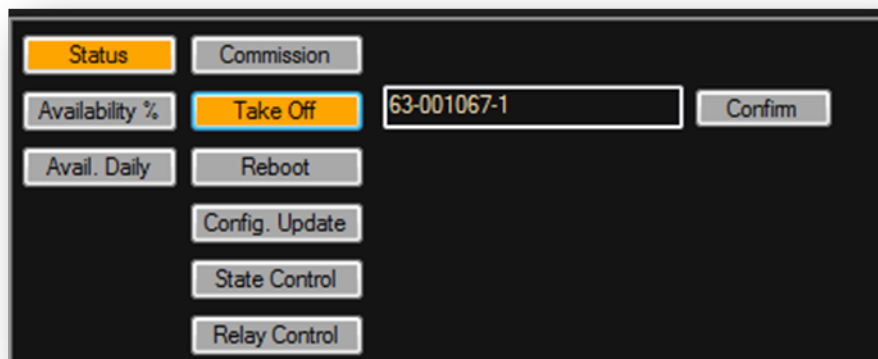 Status Commission
Availability % Take Off 63-001067-1 Confirm
Avail. Daily Reboot
Config. Update
State Control
Relay Control